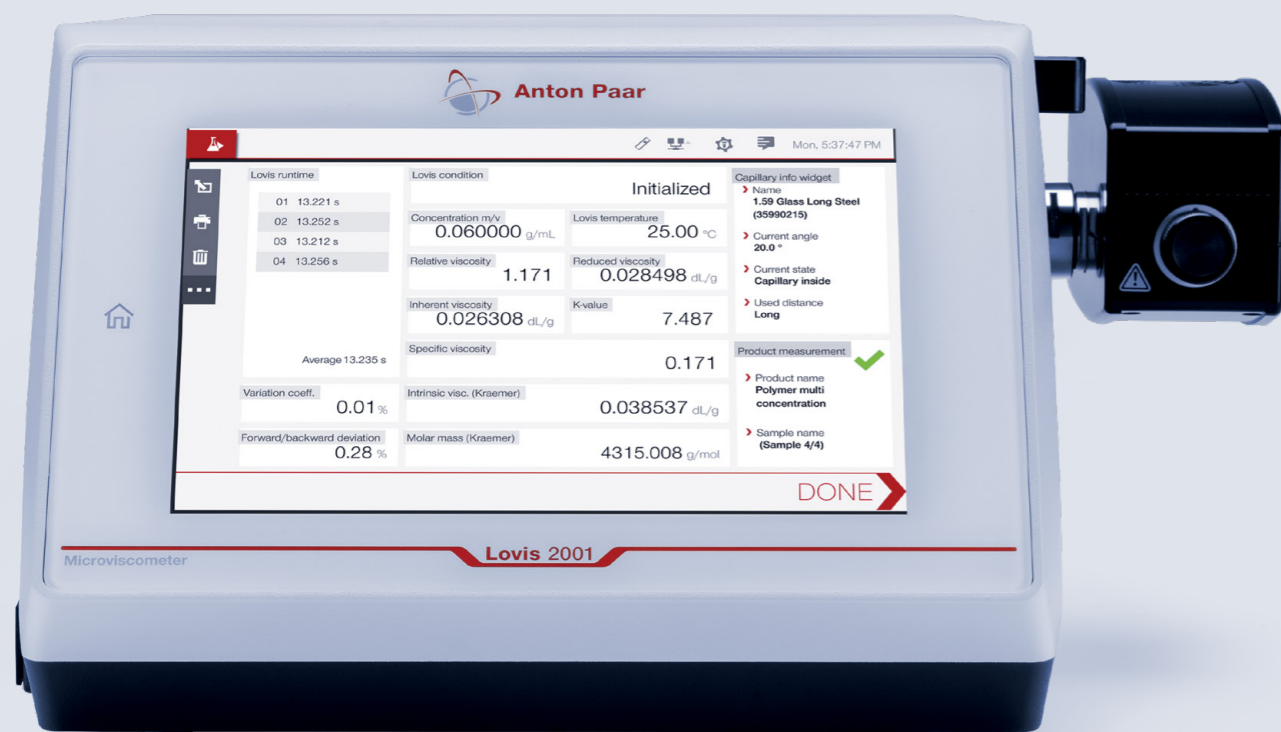 Anton Paar
Mon, 5:37:47 PM
Lovis runtime
01 13.221 s
02 13.252 s
03 13.212 s
04 13.256 s
Average 13.235 s
Variation coeff.
0.01 %
Forward/backward deviation
0.28 %
Lovis condition
Initialized
Concentration m/v
0.060000 g/mL
Lovis temperature
25.00 °C
Relative viscosity
1.171
Reduced viscosity
0.028498 dL/g
Inherent viscosity
0.026308 dL/g
K-value
7.487
Specific viscosity
0.171
Intrinsic visc. (Kraemer)
0.038537 dL/g
Molar mass (Kraemer)
4315.008 g/mol
Capillary info widget
Name
1.59 Glass Long Steel
(35990215)
Current angle
20.0 °
Current state
Capillary inside
Used distance
Long
Product measurement
Product name
Polymer multi
concentration
Sample name
(Sample 4/4)
DONE
Microviscometer
Lovis 2001